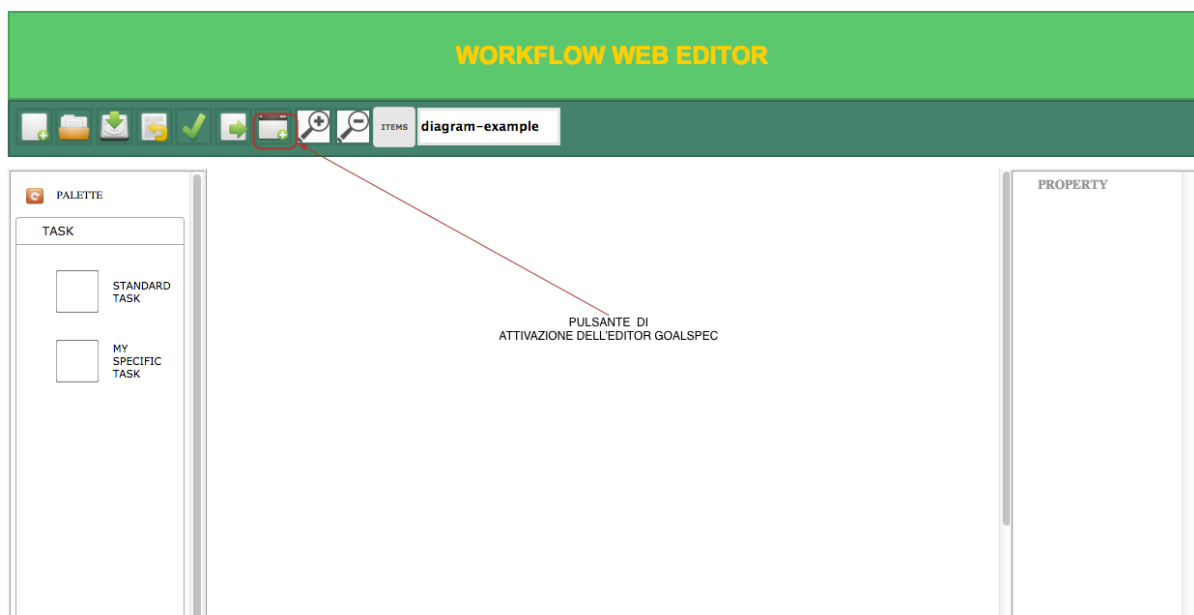 WORKFLOW WEB EDITOR
ITEMS
diagram-example
PALETTE
TASK
STANDARD
TASK
MY
SPECIFIC
TASK
PULSANTE DI
ATTIVAZIONE DELL'EDITOR GOALSPEC
PROPERTY